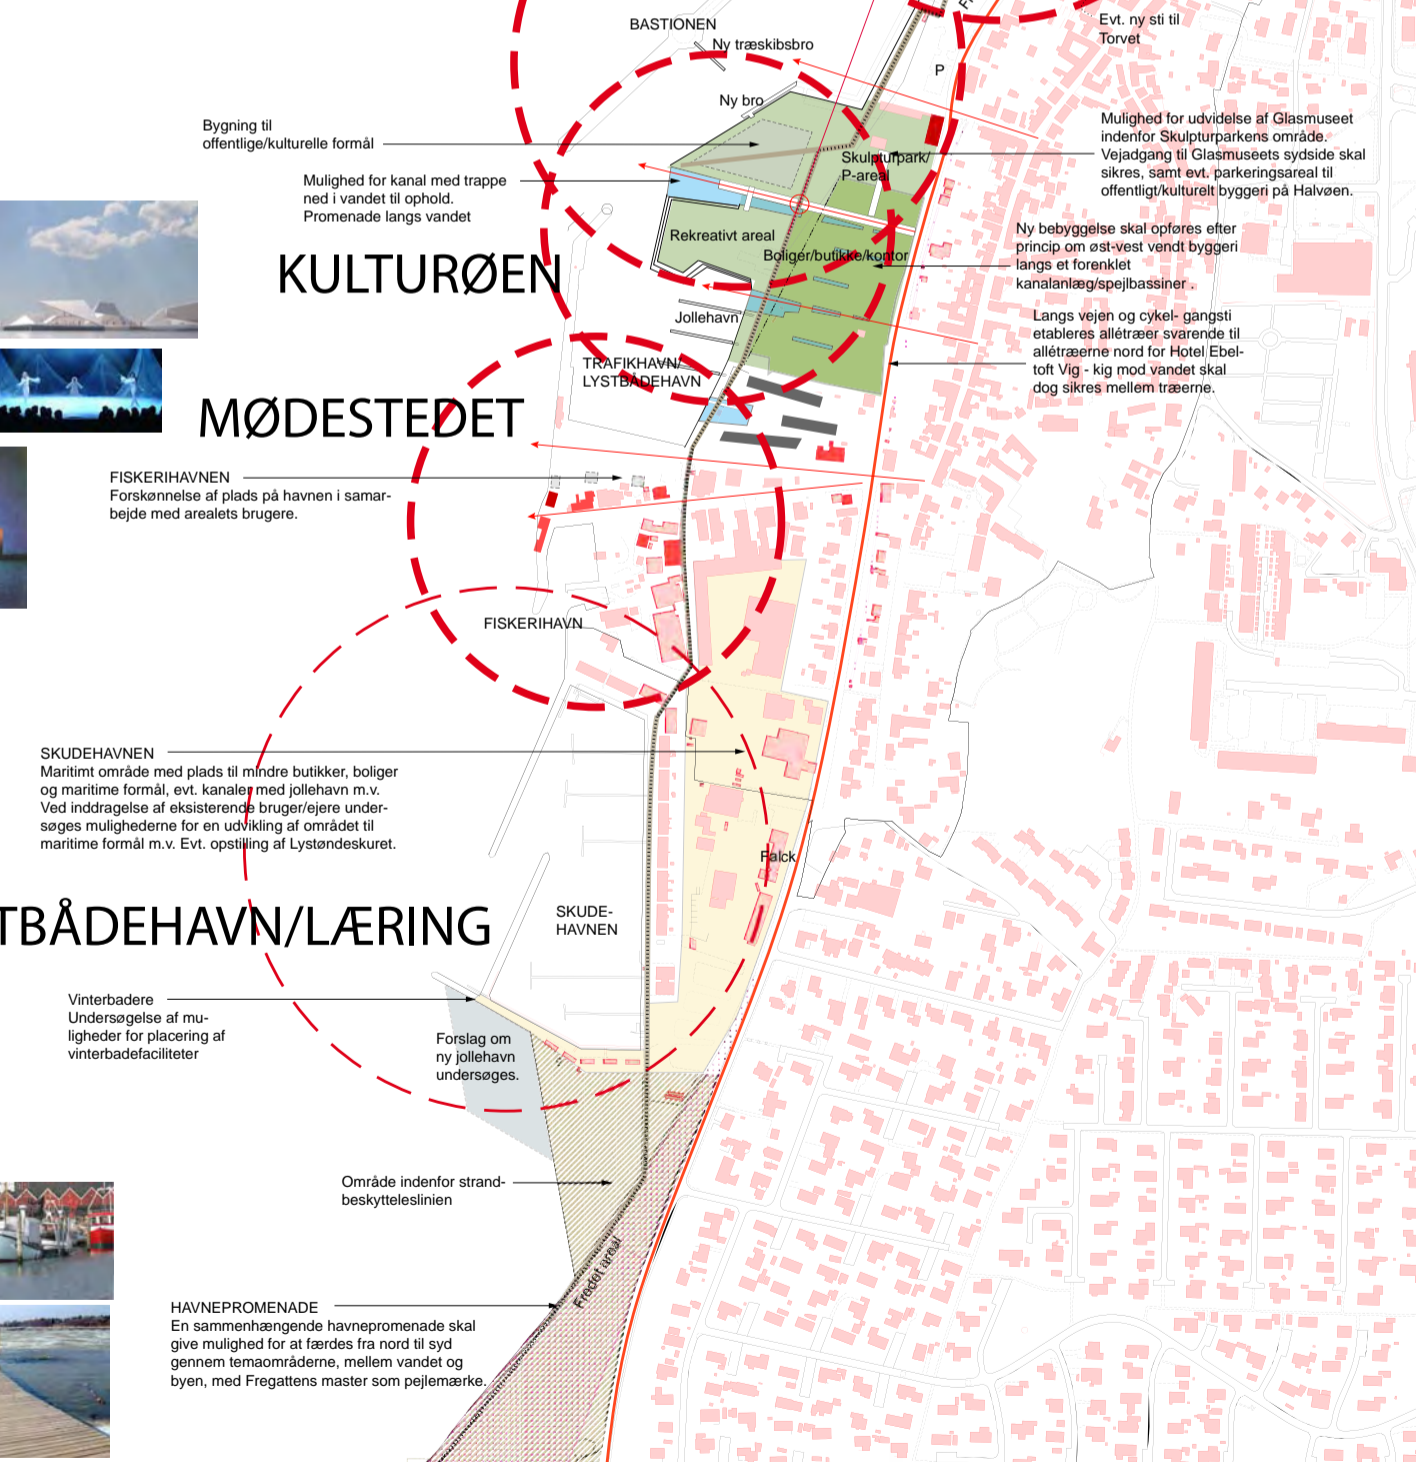 BASTIONEN
Ny træskibsbro
Evt. ny sti til
Torvet
P
Ny bro
Bygning til
offentlige/kulturelle formål
Mulighed for udvidelse af Glasmuseet
indenfor Skulpturparkens område.
Vejadgang til Glasmuseets sydside skal
sikres, samt evt. parkeringsareal til
offentligt/kulturelt byggeri på Halvøen.
Skulpturpark/
P-areal
Mulighed for kanal med trappe
ned i vandet til ophold.
Promenade langs vandet
Rekreativt areal
Boliger/butikke/kontor
Ny bebyggelse skal opføres efter
princip om øst-vest vendt byggeri
langs et forenklet
kanalanlæg/spejlbassiner .
KULTURØEN
Jollehavn
Langs vejen og cykel- gangsti
etableres allétræer svarende til
allétræerne nord for Hotel Ebel-
toft Vig - kig mod vandet skal
dog sikres mellem træerne.
TRAFIKHAVN/
LYSTBÅDEHAVN
MØDESTEDET
FISKERIHAVNEN
Forskønnelse af plads på havnen i samar-
bejde med arealets brugere.
FISKERIHAVN
SKUDEHAVNEN
Maritimt område med plads til mindre butikker, boliger
og maritime formål, evt. kanaler med jollehavn m.v.
Ved inddragelse af eksisterende bruger/ejere under-
søges mulighederne for en udvikling af området til
maritime formål m.v. Evt. opstilling af Lystøndeskuret.
Falck
TBÅDEHAVN/LÆRING
SKUDE-
HAVNEN
Vinterbadere
Undersøgelse af mu-
ligheder for placering af
vinterbadefaciliteter
Forslag om
ny jollehavn
undersøges.
Område indenfor strand-
beskytteleslinien
Fredet areal
HAVNEPROMENADE
En sammenhængende havnepromenade skal
give mulighed for at færdes fra nord til syd
gennem temaområderne, mellem vandet og
byen, med Fregattens master som pejlemærke.